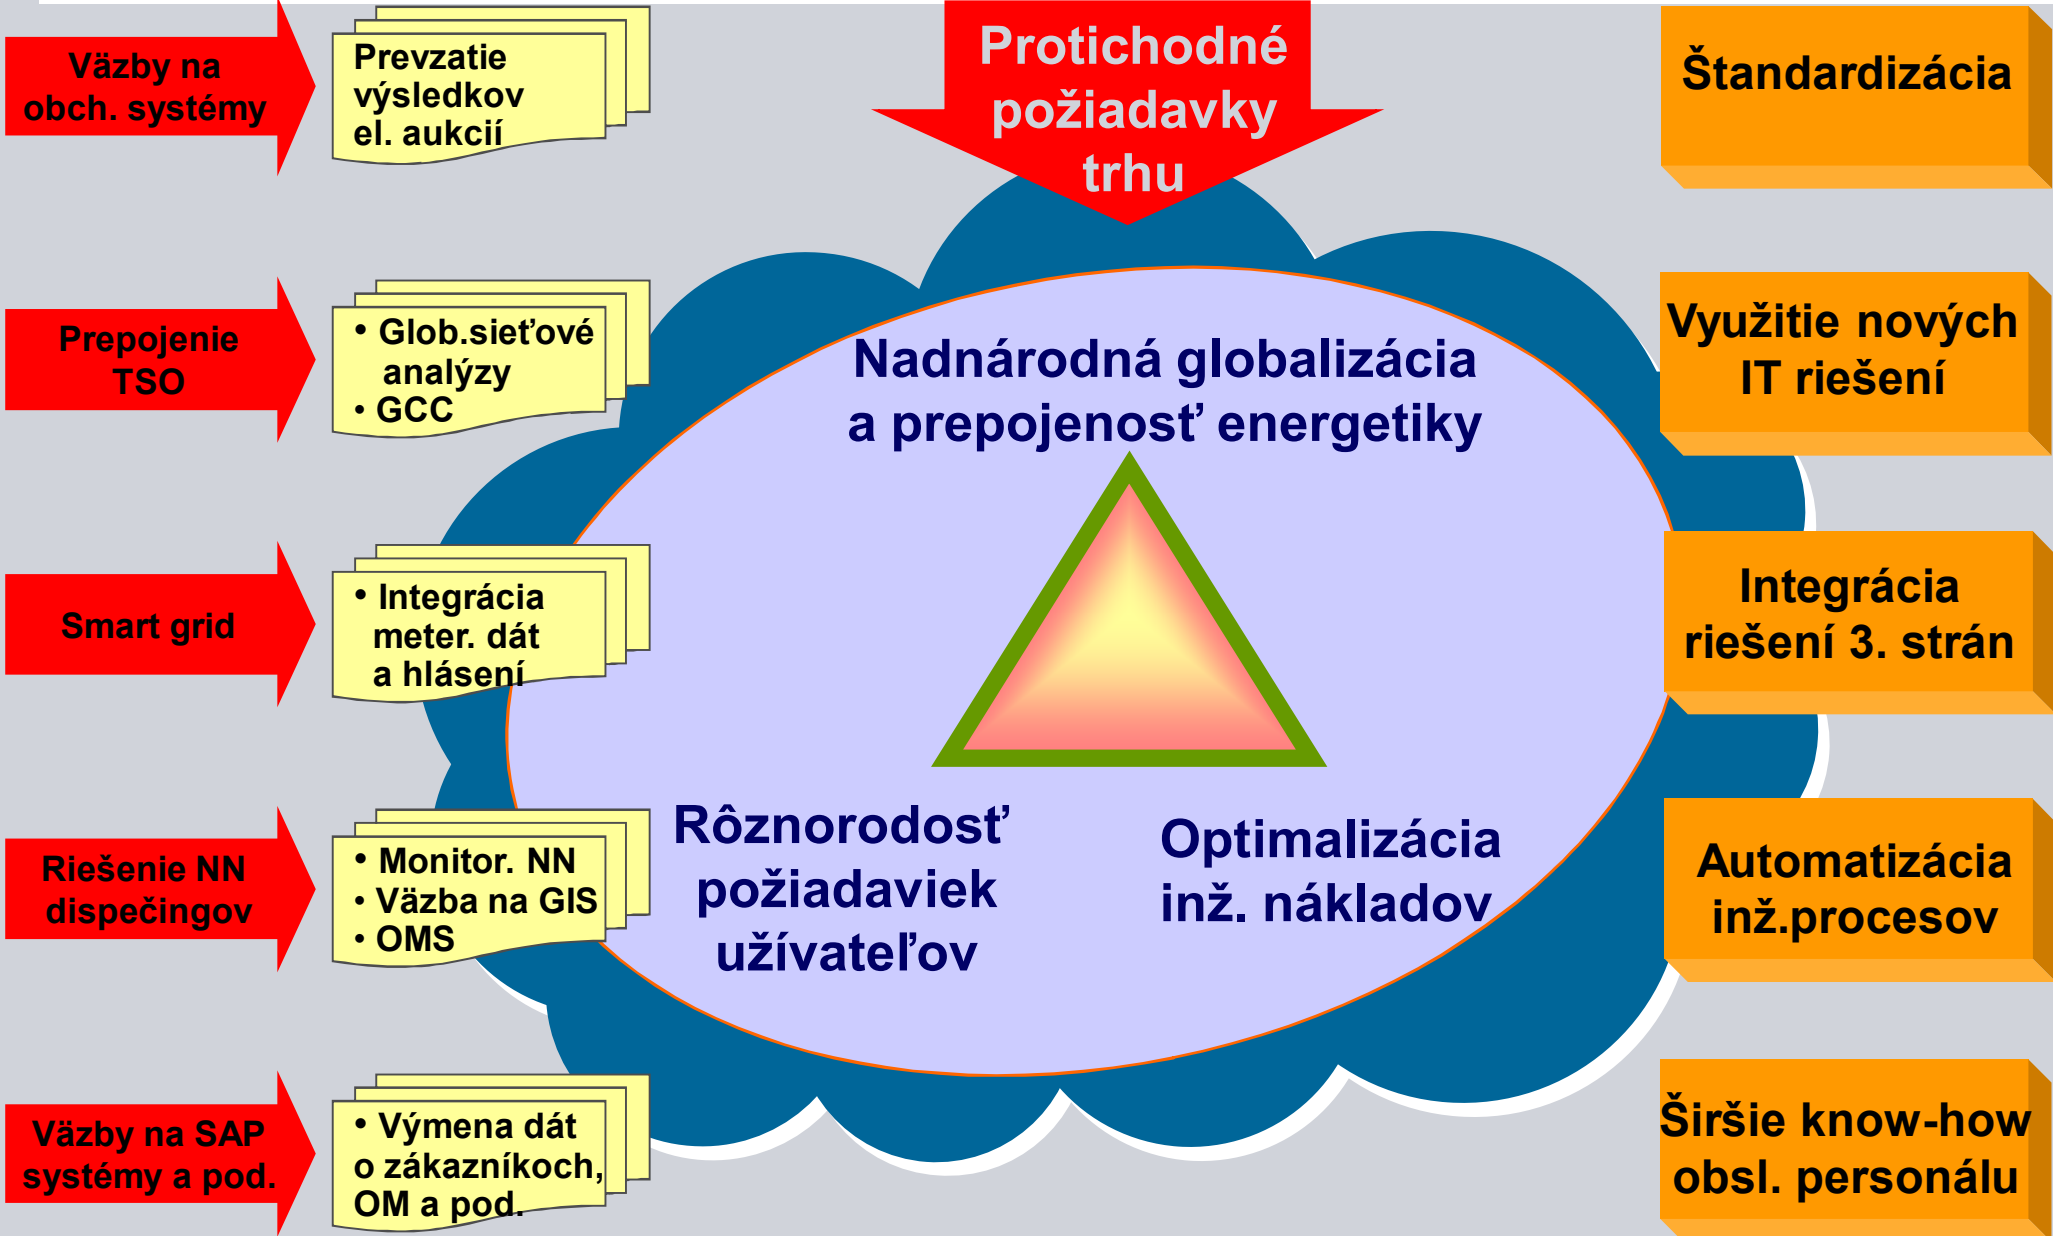 Väzby na
obch. systémy
Prevzatie
výsledkov
el. aukcií
Protichodné
požiadavky
trhu
Štandardizácia
Prepojenie
TSO
• Glob.sieťové
analýzy
• GCC
Nadnárodná globalizácia
a prepojenosť energetiky
Využitie nových
IT riešení
Smart grid
• Integrácia
meter. dát
a hlásení
Integrácia
riešení 3. strán
Riešenie NN
dispečingov
• Monitor. NN
• Väzba na GIS
• OMS
Rôznorodosť
požiadaviek
užívateľov
Optimalizácia
inž. nákladov
Automatizácia
inž.procesov
Väzby na SAP
systémy a pod.
• Výmena dát
o zákazníkoch,
OM a pod.
Širšie know-how
obsl. personálu